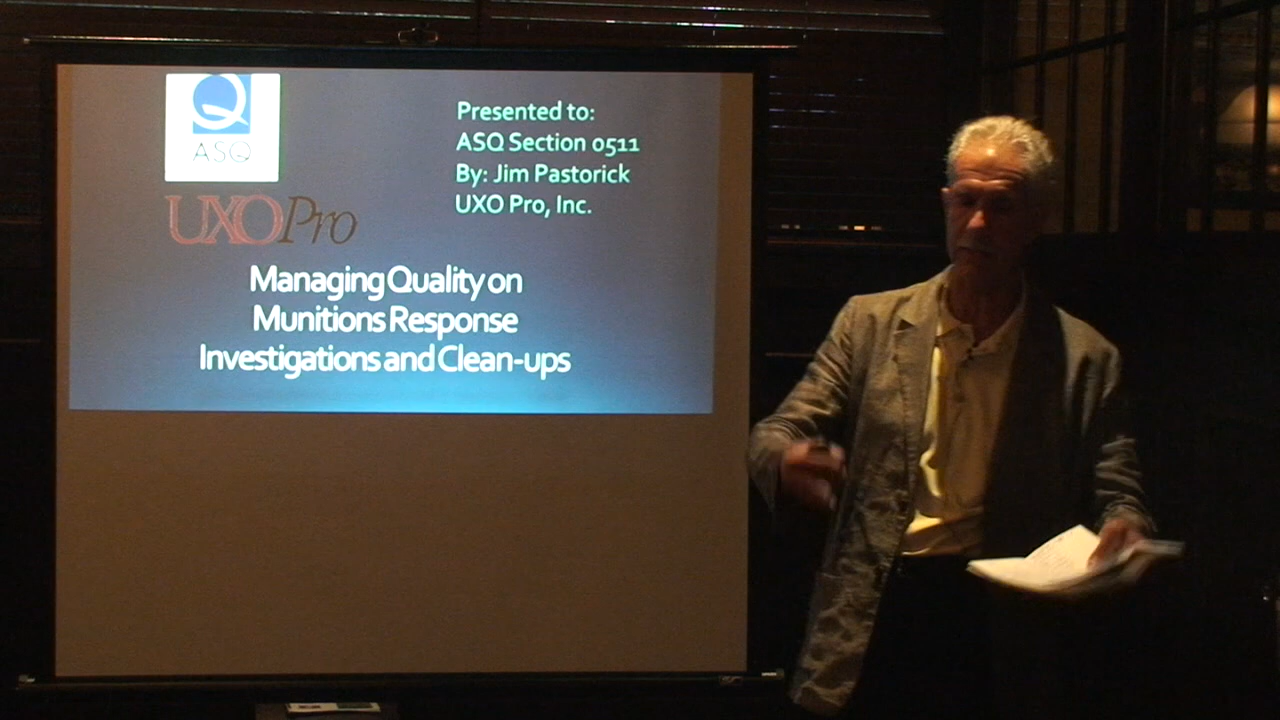 ASQ
UXOPro
Presented to:
ASQ Section 0511
By: Jim Pastorick
UXO Pro, Inc.
Managing Quality on
Munitions Response
Investigations and Clean-ups